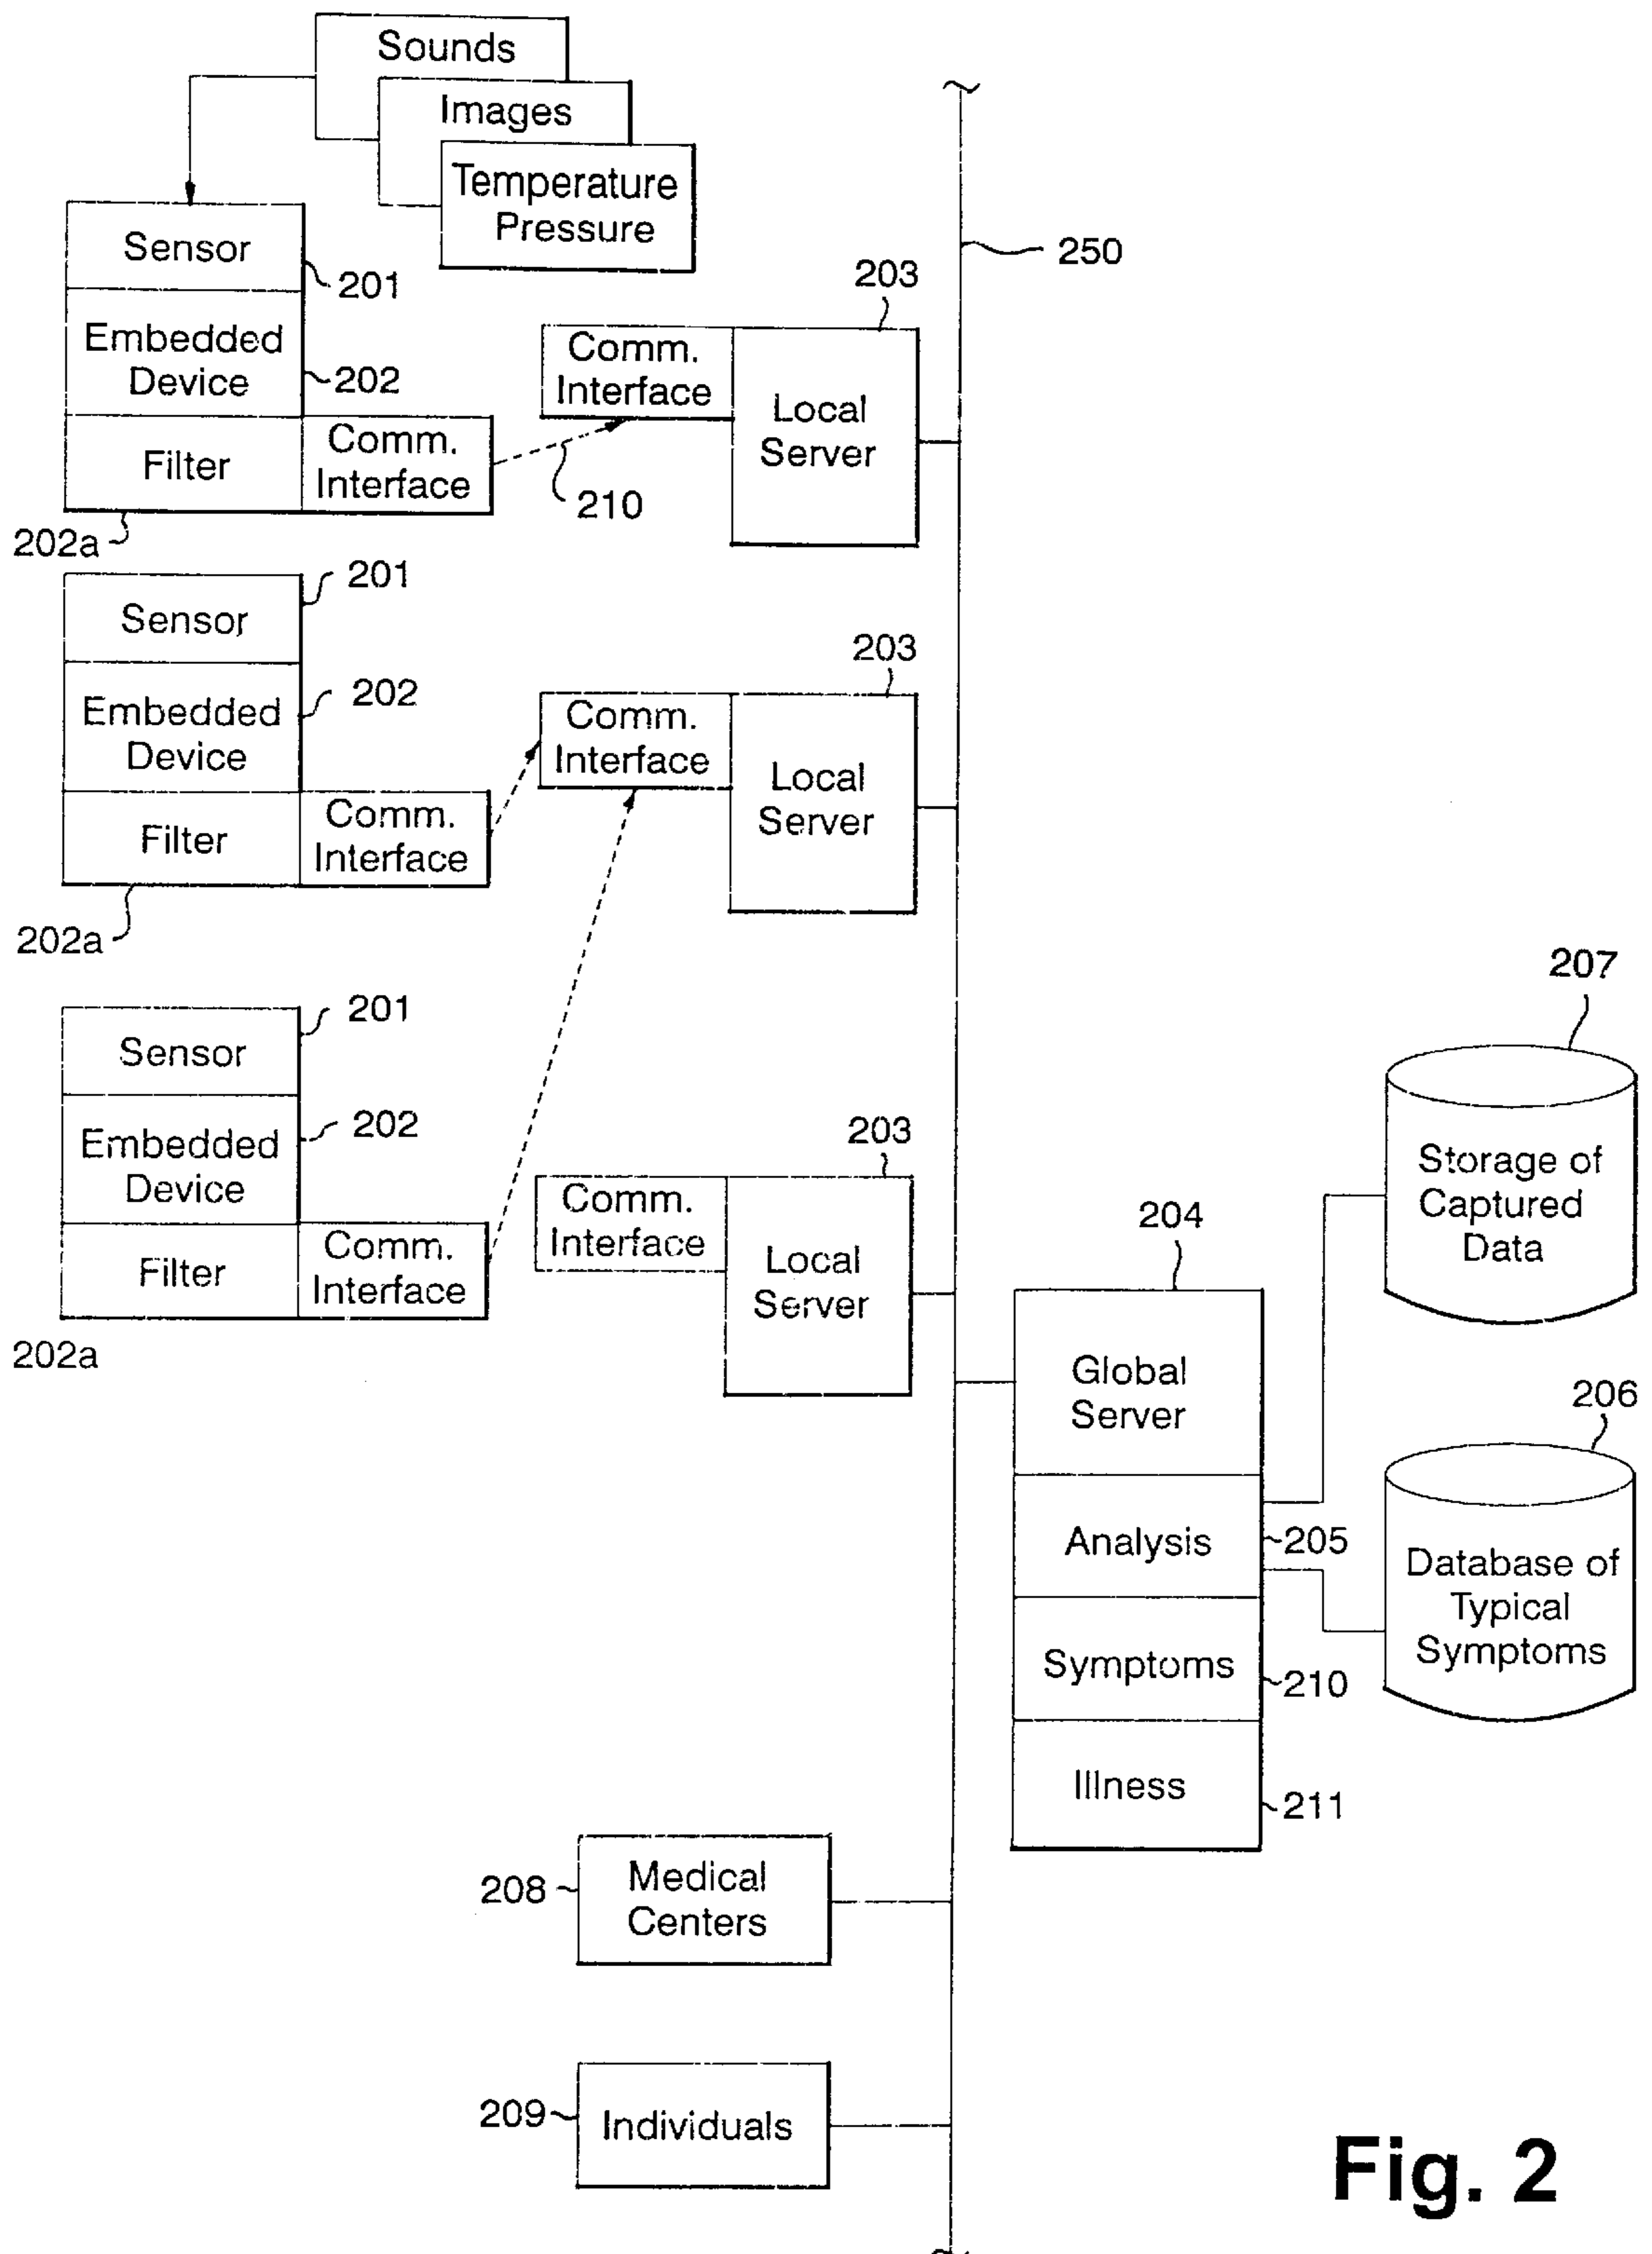 Sounds
Images
Temperature
Pressure
Sensor
201
Embedded
Device
202
Filter
Comm.
Interface
202a
210
Comm.
Interface
203
Local
Server
250
Sensor
201
Embedded
Device
202
Filter
Comm.
Interface
202a
Comm.
Interface
203
Local
Server
Sensor
201
Embedded
Device
202
Filter
Comm.
Interface
202a
Comm.
Interface
203
Local
Server
204
Global
Server
Analysis
205
Symptoms
210
Illness
211
207
Storage of
Captured
Data
206
Database of
Typical
Symptoms
208
Medical
Centers
209
Individuals
Fig. 2